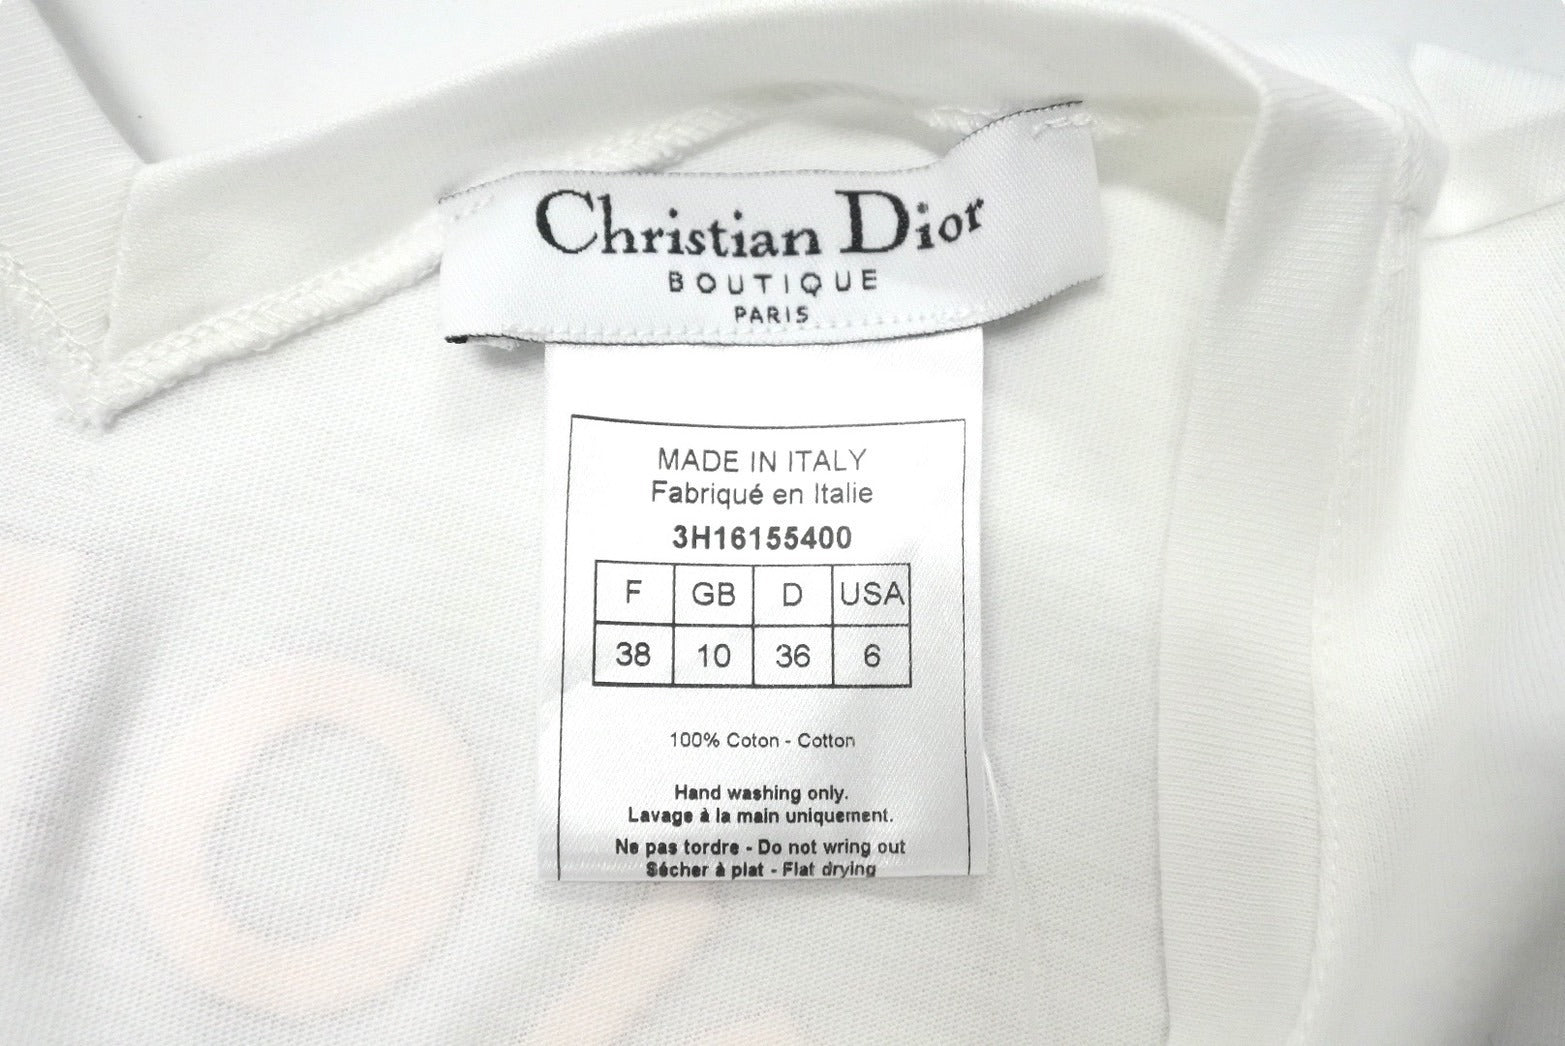 Christian Dior
BOUTIQUE
PARIS
MADE IN ITALY
Fabriqué en Italie
3H16155400
F GB D USA
38 10 36 6
100% Coton - Cotton
Hand washing only.
Lavage à la main uniquement.
Ne pas tordre - Do not wring out
Sécher à plat - Flat drying